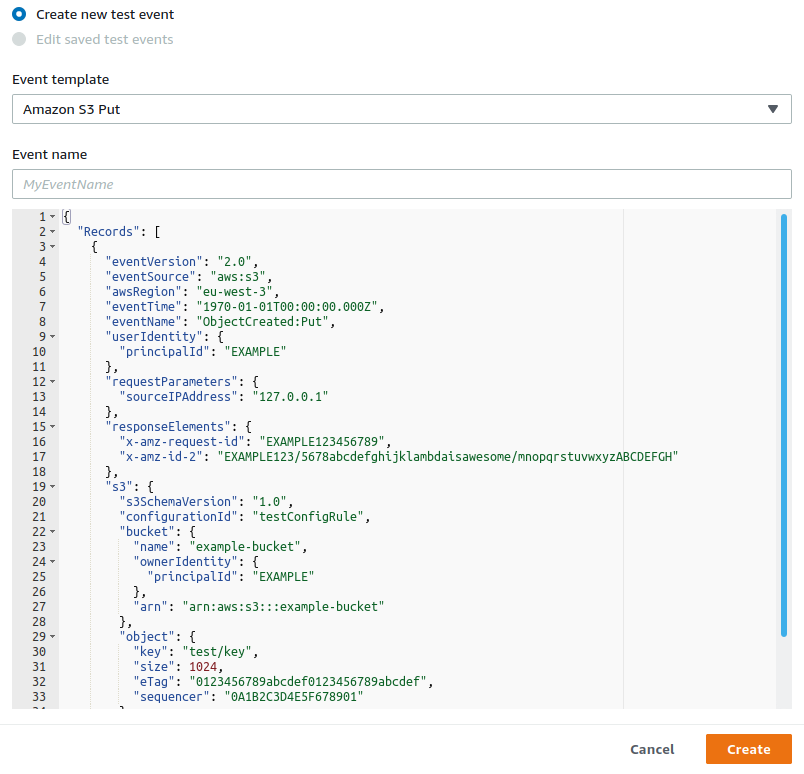 Create new test event
Edit saved test events
Event template
Amazon S3 Put
Event name
MyEventName
1 {
2 "Records": [
3 {
4 "eventVersion": "2.0",
5 "eventSource": "aws:s3",
6 "awsRegion": "eu-west-3",
7 "eventTime": "1970-01-01T00:00:00.000Z",
8 "eventName": "ObjectCreated:Put",
9 "userIdentity": {
10 "principalId": "EXAMPLE"
11 },
12 "requestParameters": {
13 "sourceIPAddress": "127.0.0.1"
14 },
15 "responseElements": {
16 "x-amz-request-id": "EXAMPLE123456789",
17 "x-amz-id-2": "EXAMPLE123/5678abcdefghijklambdaisawesome/mnopqrstuvwxyzABCDEFGH"
18 },
19 "s3": {
20 "s3SchemaVersion": "1.0",
21 "configurationId": "testConfigRule",
22 "bucket": {
23 "name": "example-bucket",
24 "ownerIdentity": {
25 "principalId": "EXAMPLE"
26 },
27 "arn": "arn:aws:s3:::example-bucket"
28 },
29 "object": {
30 "key": "test/key",
31 "size": 1024,
32 "eTag": "0123456789abcdef0123456789abcdef",
33 "sequencer": "0A1B2C3D4E5F678901"
Cancel
Create